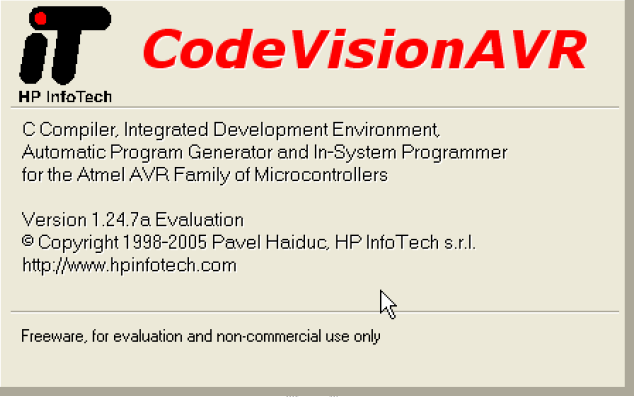 iT
CodeVisionAVR
HP InfoTech
C Compiler, Integrated Development Environment,
Automatic Program Generator and In-System Programmer
for the Atmel AVR Family of Microcontrollers
Version 1.24.7a Evaluation
© Copyright 1998-2005 Pavel Haiduc, HP InfoTech s.r.l.
http://www.hpinfotech.com
Freeware, for evaluation and non-commercial use only